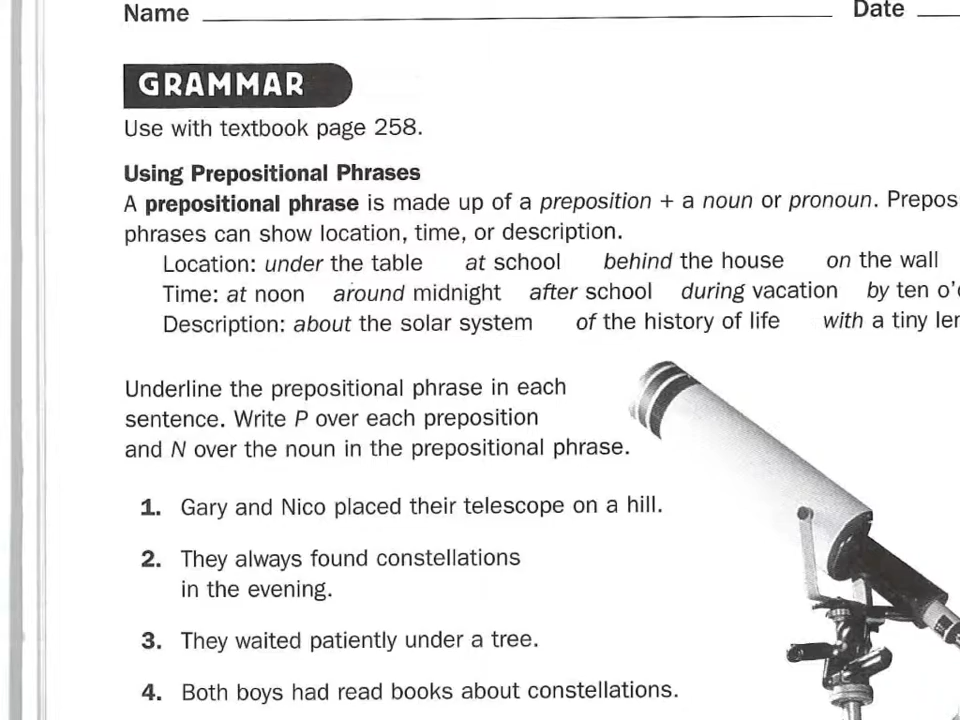 Name Date
GRAMMAR
Use with textbook page 258.
Using Prepositional Phrases
A prepositional phrase is made up of a preposition + a noun or pronoun.
phrases can show location, time, or description.
Location: under the table at school behind the house on the wall
Time: at noon around midnight after school during vacation by ten
Description: about the solar system of the history of life with a tiny
Underline the prepositional phrase in each
sentence. Write P over each preposition
and N over the noun in the prepositional phrase.
1. Gary and Nico placed their telescope on a hill.
2. They always found constellations
in the evening.
3. They waited patiently under a tree.
4. Both boys had read books about constellations.